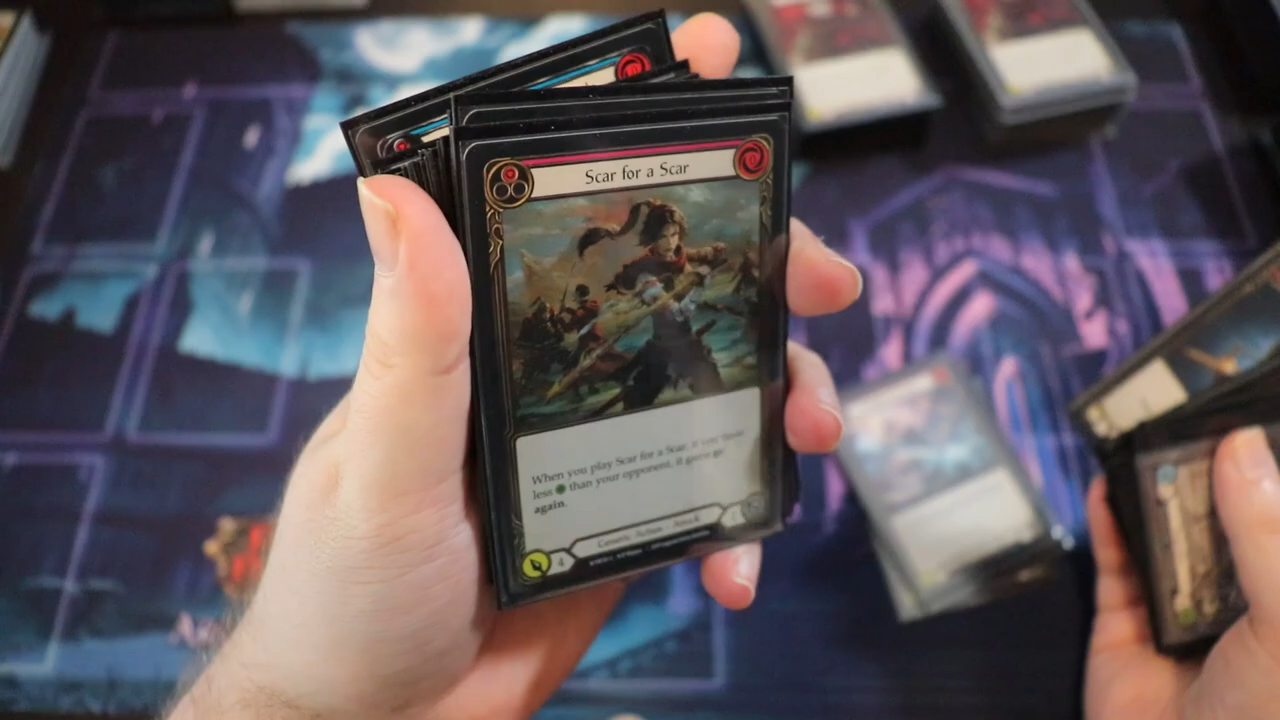 Scar for a Scar
0
When you play Scar for a Scar, if you have
less than your opponent, it gains go
again.
Generic Action - Attack
4